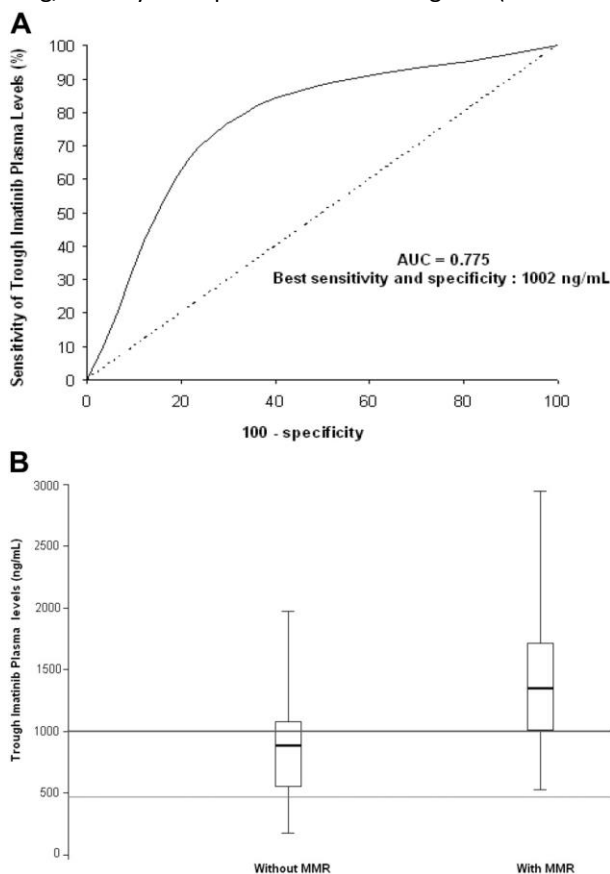 A
Sensitivity of Trough Imatinib Plasma Levels (%)
100
90
80
70
60
50
40
30
20
10
0
AUC = 0.775
Best sensitivity and specificity : 1002 ng/mL
0 20 40 60 80 100
100 - specificity
B
Trough Imatinib Plasma levels (ng/mL)
3000
2500
2000
1500
1000
500
0
Without MMR With MMR